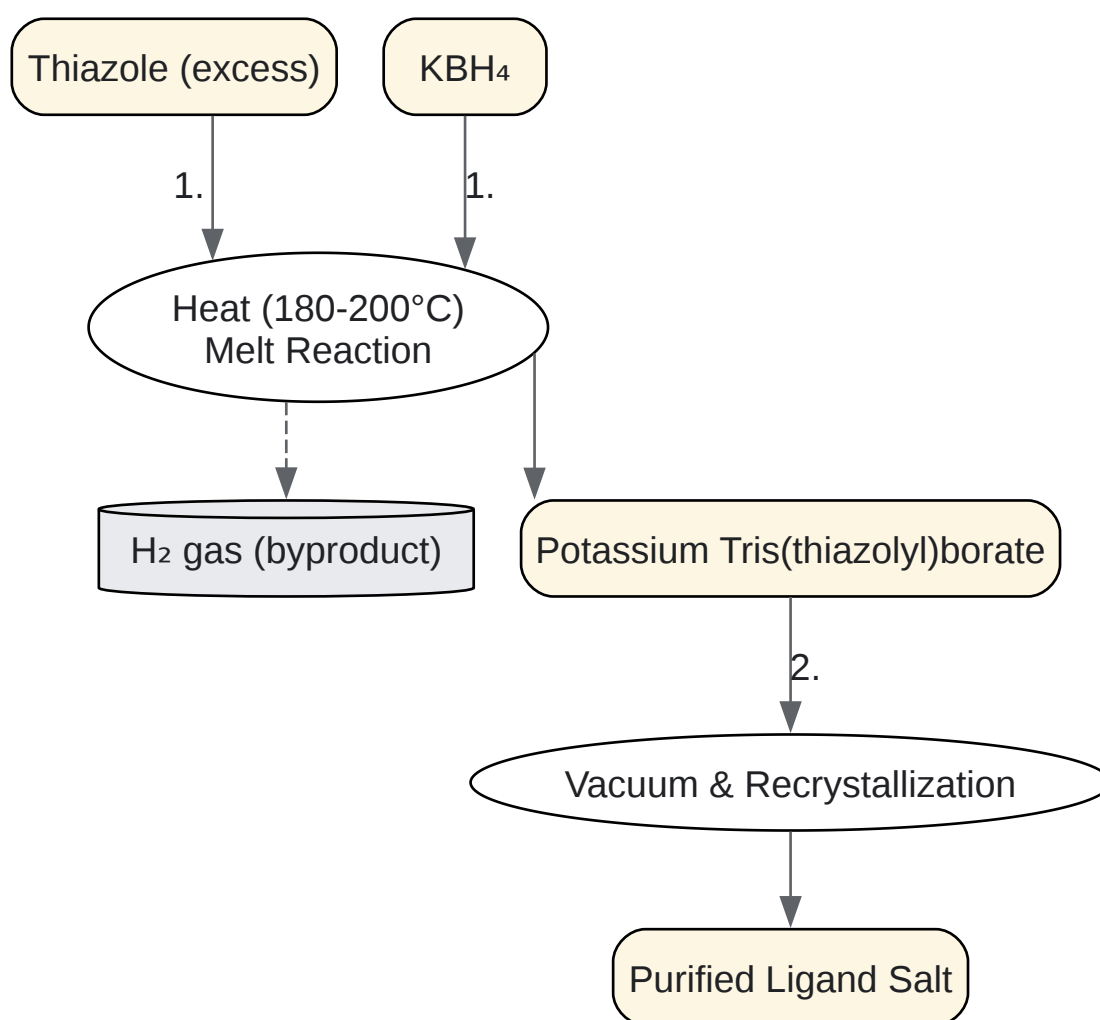 Thiazole (excess)
KBH₄
1.
1.
Heat (180-200°C)
Melt Reaction
H₂ gas (byproduct)
Potassium Tris(thiazolyl)borate
2.
Vacuum & Recrystallization
Purified Ligand Salt